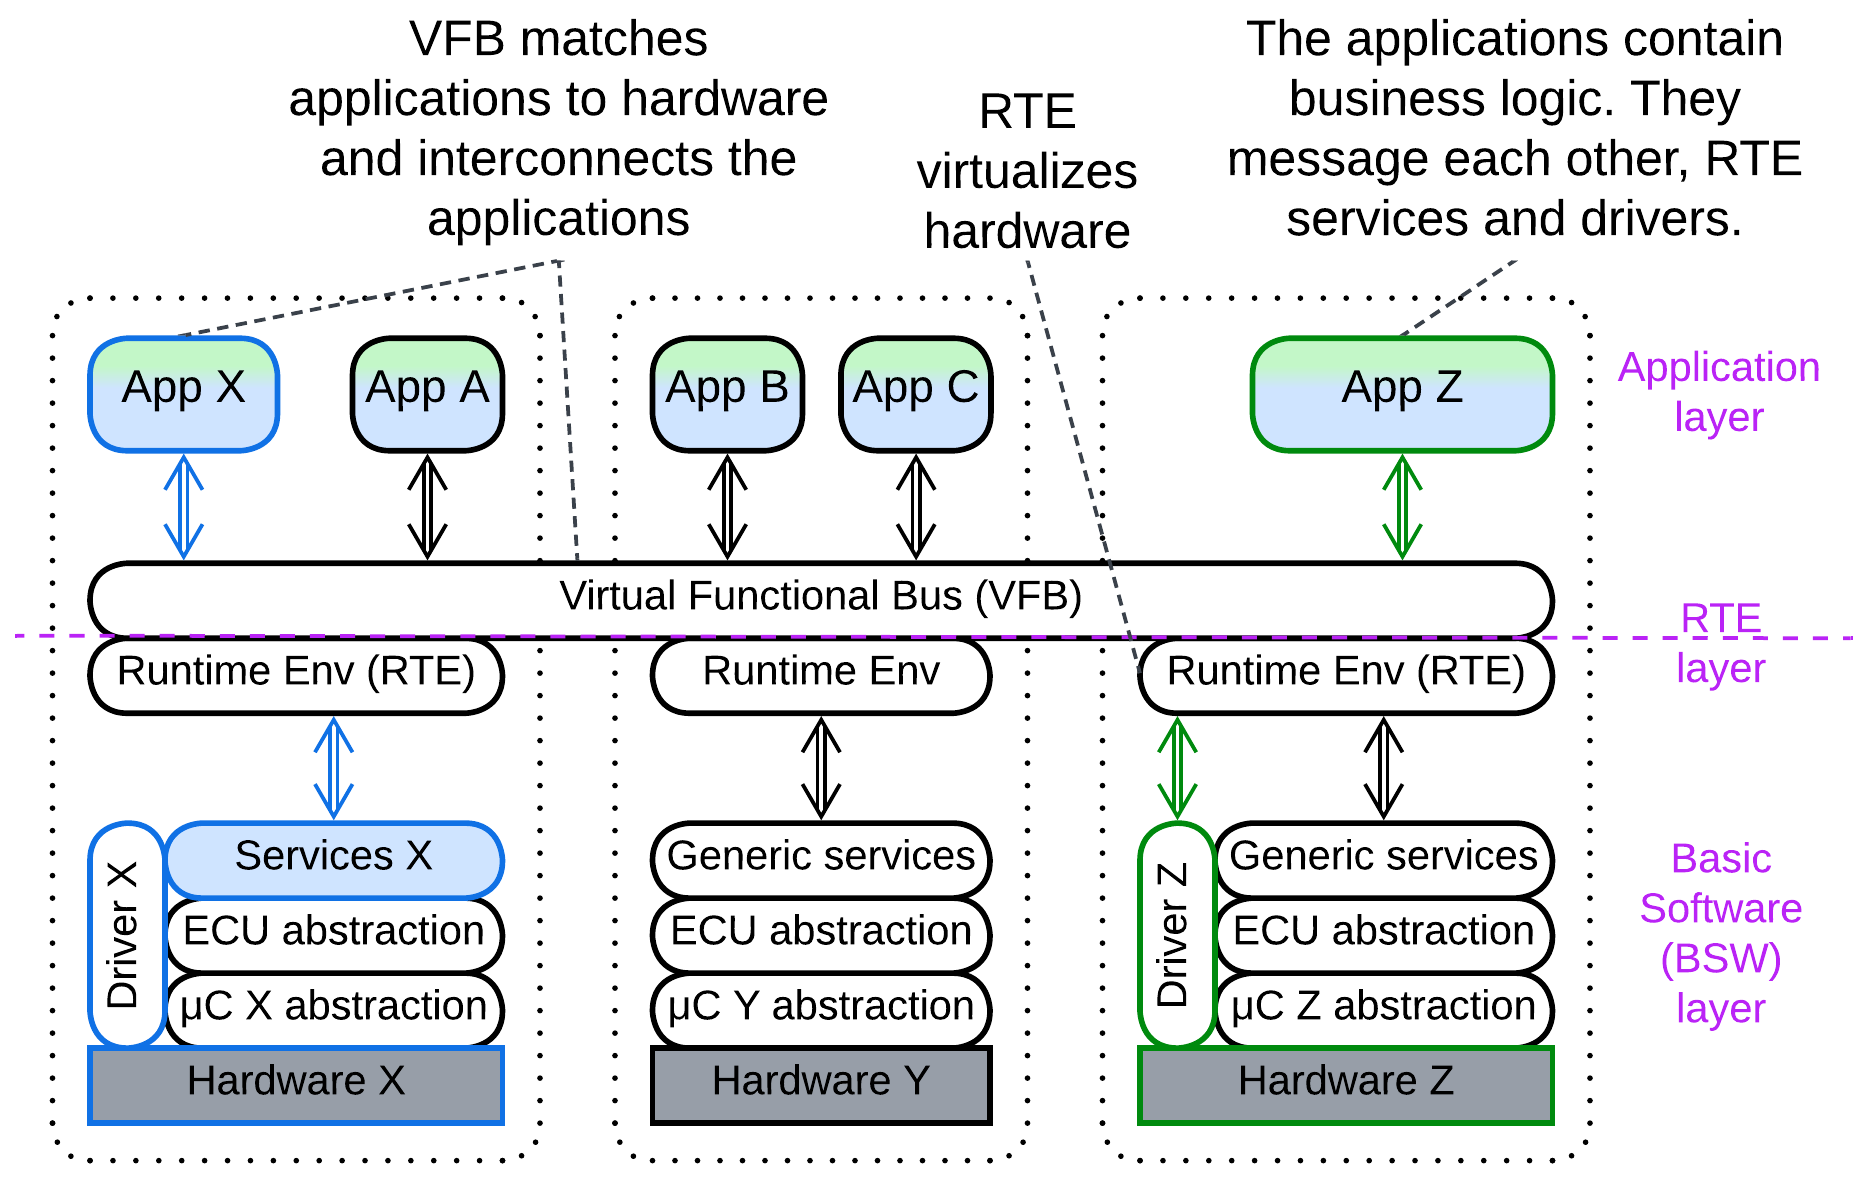 VFB matches
applications to hardware
and interconnects the
applications
RTE
virtualizes
hardware
The applications contain
business logic. They
message each other, RTE
services and drivers.
App X
App A
App B
App C
App Z
Application
layer
Virtual Functional Bus (VFB)
RTE
layer
Runtime Env (RTE)
Runtime Env
Runtime Env (RTE)
Driver X
Services X
ECU abstraction
μC X abstraction
Hardware X
Generic services
ECU abstraction
μC Y abstraction
Hardware Y
Driver Z
Generic services
ECU abstraction
μC Z abstraction
Hardware Z
Basic
Software
(BSW)
layer